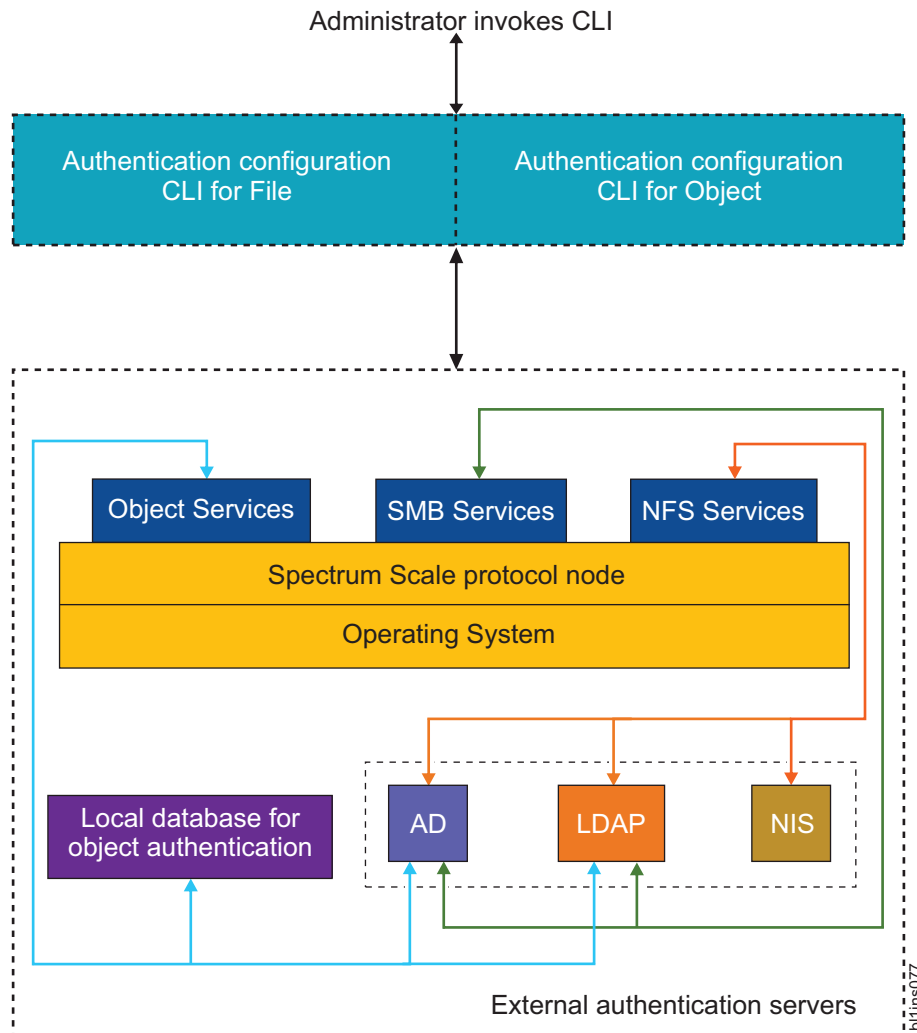 Administrator invokes CLI
Authentication configuration
CLI for File
Authentication configuration
CLI for Object
Object Services
SMB Services
NFS Services
Spectrum Scale protocol node
Operating System
Local database for
object authentication
AD
LDAP
NIS
External authentication servers
bl1ins077